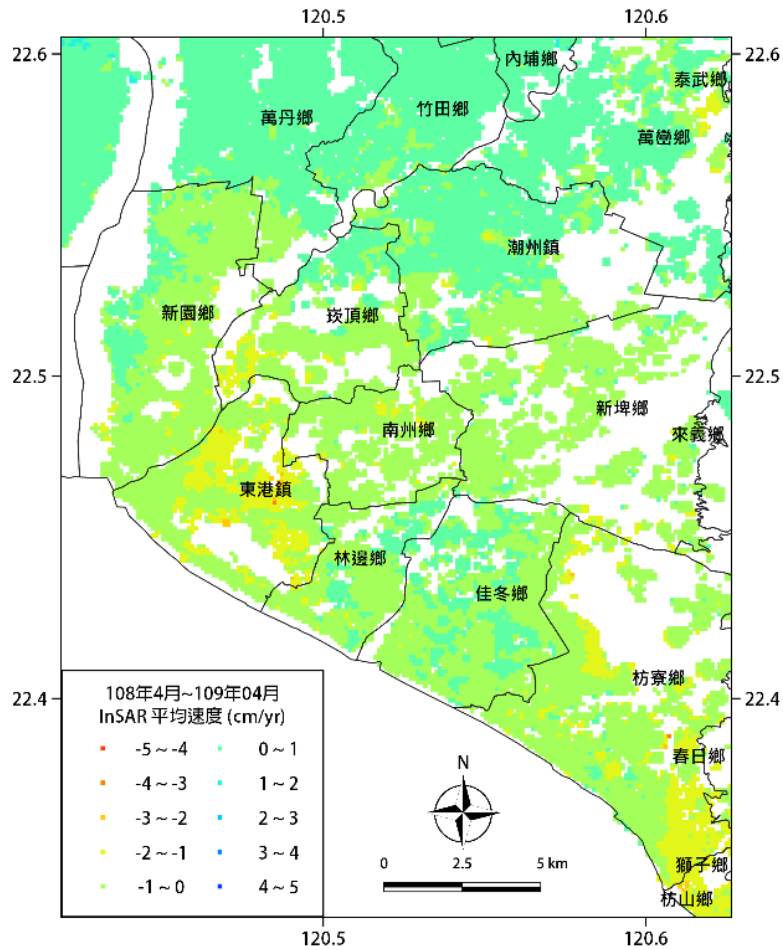 120.5
120.6
22.6
22.6
內埔鄉
泰武鄉
竹田鄉
萬丹鄉
萬巒鄉
潮州鎮
新園鄉
崁頂鄉
22.5
22.5
新埤鄉
南州鄉
來義鄉
東港鎮
林邊鄉
佳冬鄉
枋寮鄉
22.4
22.4
春日鄉
獅子鄉
枋山鄉
108年4月~109年04月
InSAR 平均速度 (cm/yr)
-5 ~ -4
0 ~ 1
-4 ~ -3
1 ~ 2
-3 ~ -2
2 ~ 3
-2 ~ -1
3 ~ 4
-1 ~ 0
4 ~ 5
N
0 2.5 5 km
120.5
120.6